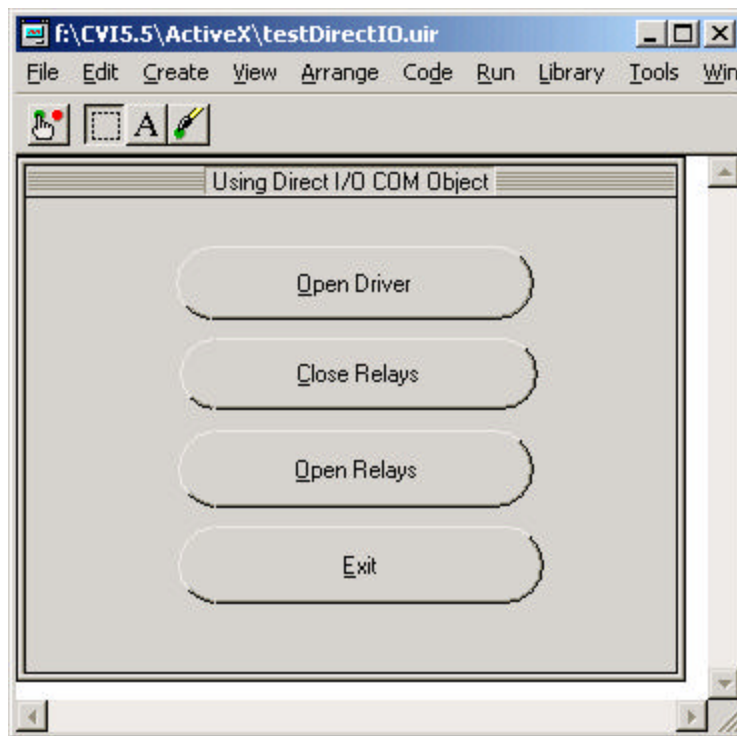 f:\CVI5.5\ActiveX\testDirectIO.uir
File Edit Create View Arrange Code Run Library Tools Win
A
Using Direct I/O COM Object
Open Driver
Close Relays
Open Relays
Exit